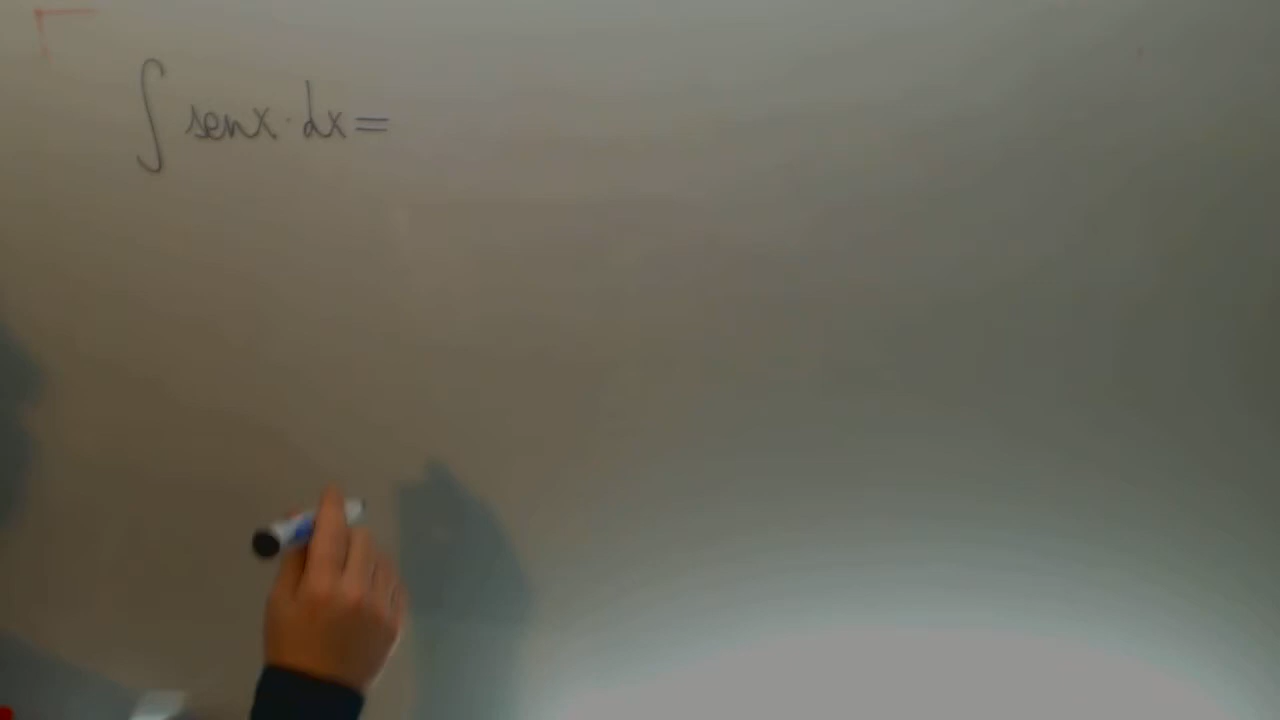 ∫ senx · dx =